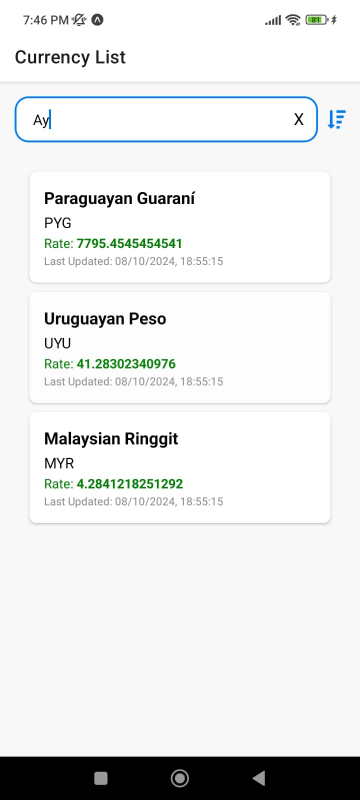 7:46 PM
81
Currency List
Ay X
Paraguayan Guaraní
PYG
Rate: 7795.4545454541
Last Updated: 08/10/2024, 18:55:15
Uruguayan Peso
UYU
Rate: 41.28302340976
Last Updated: 08/10/2024, 18:55:15
Malaysian Ringgit
MYR
Rate: 4.2841218251292
Last Updated: 08/10/2024, 18:55:15